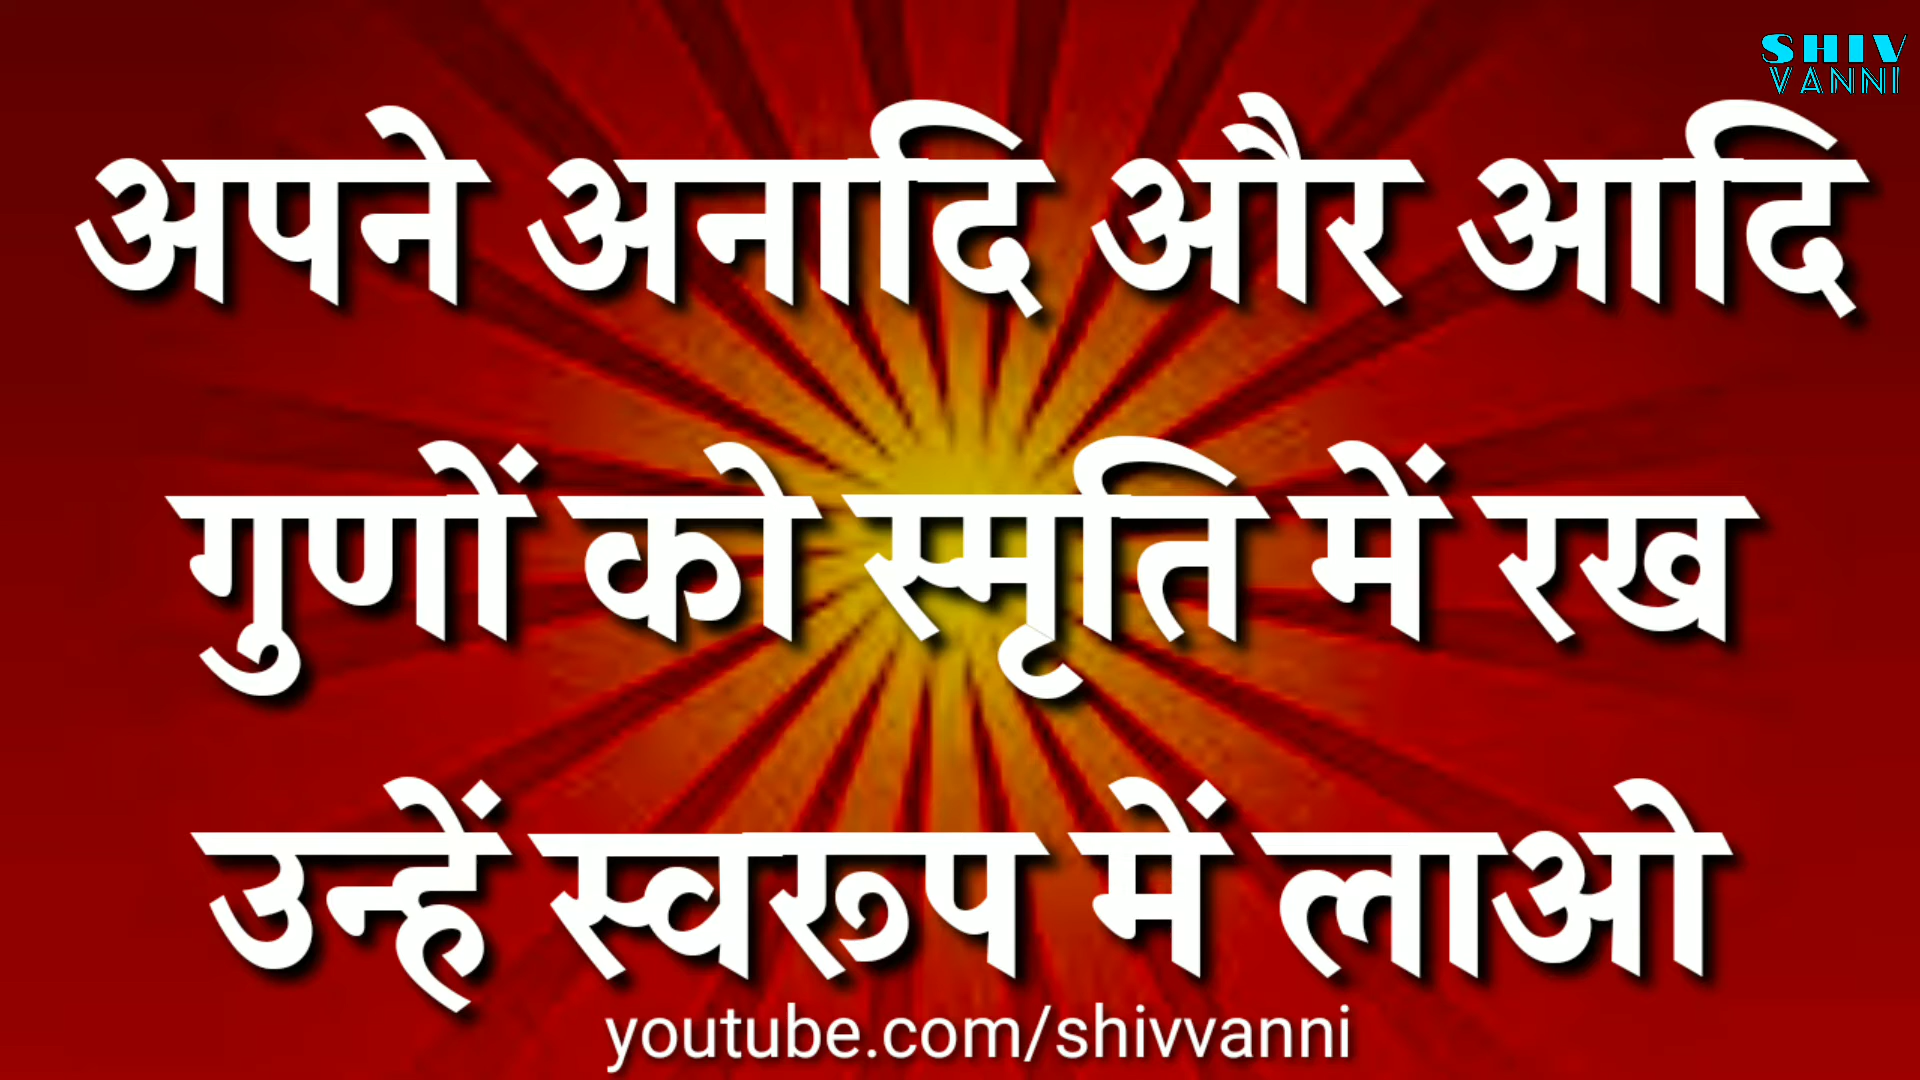 SHIV
VANNI
अपने अनादि और आदि
गुणों को स्मृति में रख
उन्हें स्वरूप में लाओ
youtube.com/shivvanni